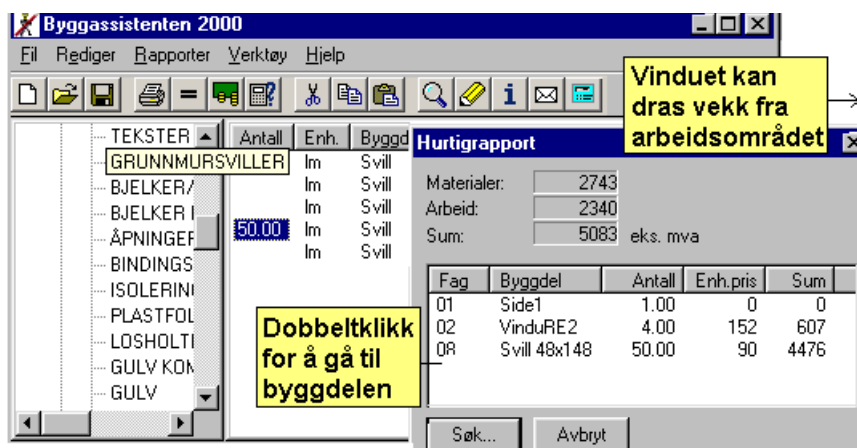 Byggassistenten 2000
Fil Rediger Rapporter Verktøy Hjelp
Vinduet kan
dras vekk fra
arbeidsområdet
TEKSTER
GRUNNMURSVILLER
BJELKER/
BJELKER
ÅPNINGER
BINDINGS
ISOLERIN
PLASTFOL
LOSHOLT
GULV KON
GULV
Antall Enh. Byggd
lm Svill
lm Svill
lm Svill
50.00 lm Svill
lm Svill
Hurtigrapport
Materialer: 2743
Arbeid: 2340
Sum: 5083 eks. mva
Fag Byggdel Antall Enh.pris Sum
01 Side1 1.00 0 0
02 VinduRE2 4.00 152 607
08 Svill 48x148 50.00 90 4476
Dobbeltklikk
for å gå til
byggdelen
Søk... Avbryt